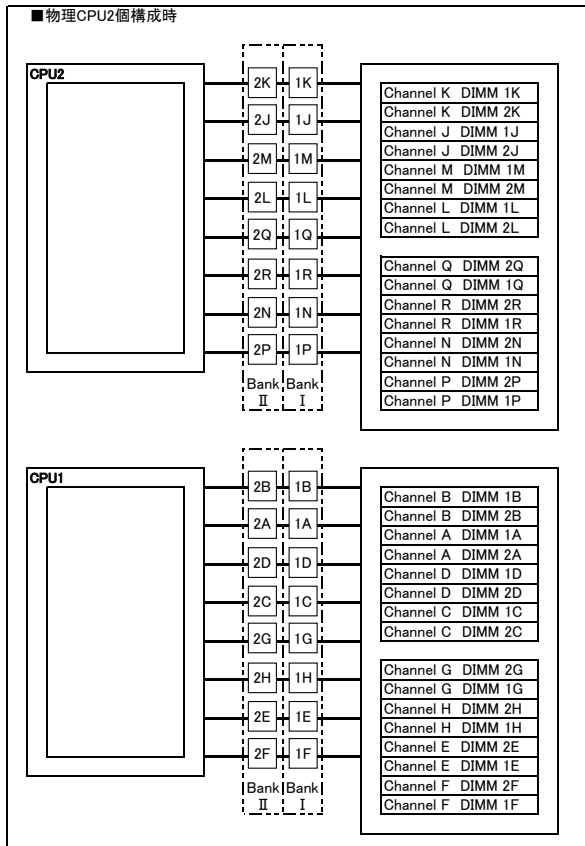 ■物理CPU2個構成時
CPU2
2K 1K
2J 1J
2M 1M
2L 1L
2Q 1Q
2R 1R
2N 1N
2P 1P
Bank Bank
Ⅱ Ⅰ
Channel K DIMM 1K
Channel K DIMM 2K
Channel J DIMM 1J
Channel J DIMM 2J
Channel M DIMM 1M
Channel M DIMM 2M
Channel L DIMM 1L
Channel L DIMM 2L
Channel Q DIMM 2Q
Channel Q DIMM 1Q
Channel R DIMM 2R
Channel R DIMM 1R
Channel N DIMM 2N
Channel N DIMM 1N
Channel P DIMM 2P
Channel P DIMM 1P
CPU1
2B 1B
2A 1A
2D 1D
2C 1C
2G 1G
2H 1H
2E 1E
2F 1F
Bank Bank
Ⅱ Ⅰ
Channel B DIMM 1B
Channel B DIMM 2B
Channel A DIMM 1A
Channel A DIMM 2A
Channel D DIMM 1D
Channel D DIMM 2D
Channel C DIMM 1C
Channel C DIMM 2C
Channel G DIMM 2G
Channel G DIMM 1G
Channel H DIMM 2H
Channel H DIMM 1H
Channel E DIMM 2E
Channel E DIMM 1E
Channel F DIMM 2F
Channel F DIMM 1F